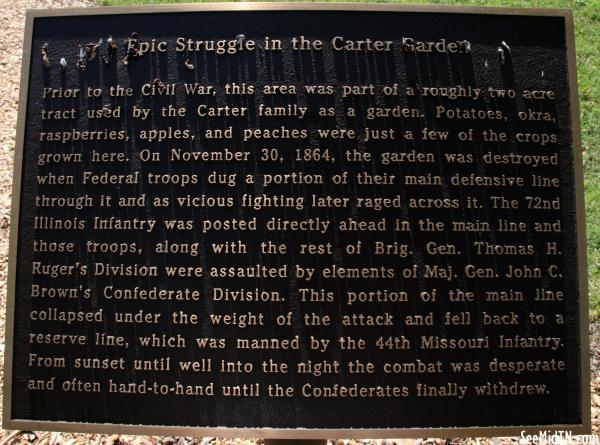 Epic Struggle in the Carter Garden
Prior to the Civil War, this area was part of a roughly two acre
tract used by the Carter family as a garden. Potatoes, okra,
raspberries, apples, and peaches were just a few of the crops
grown here. On November 30, 1864, the garden was destroyed
when Federal troops dug a portion of their main defensive line
through it and as vicious fighting later raged across it. The 72nd
Illinois Infantry was posted directly ahead in the main line and
those troops, along with the rest of Brig. Gen. Thomas H.
Ruger's Division were assaulted by elements of Maj. Gen. John C.
Brown's Confederate Division. This portion of the main line
collapsed under the weight of the attack and fell back to a
reserve line, which was manned by the 44th Missouri Infantry.
From sunset until well into the night the combat was desperate
and often hand-to-hand until the Confederates finally withdrew.
SeeMidTN.com